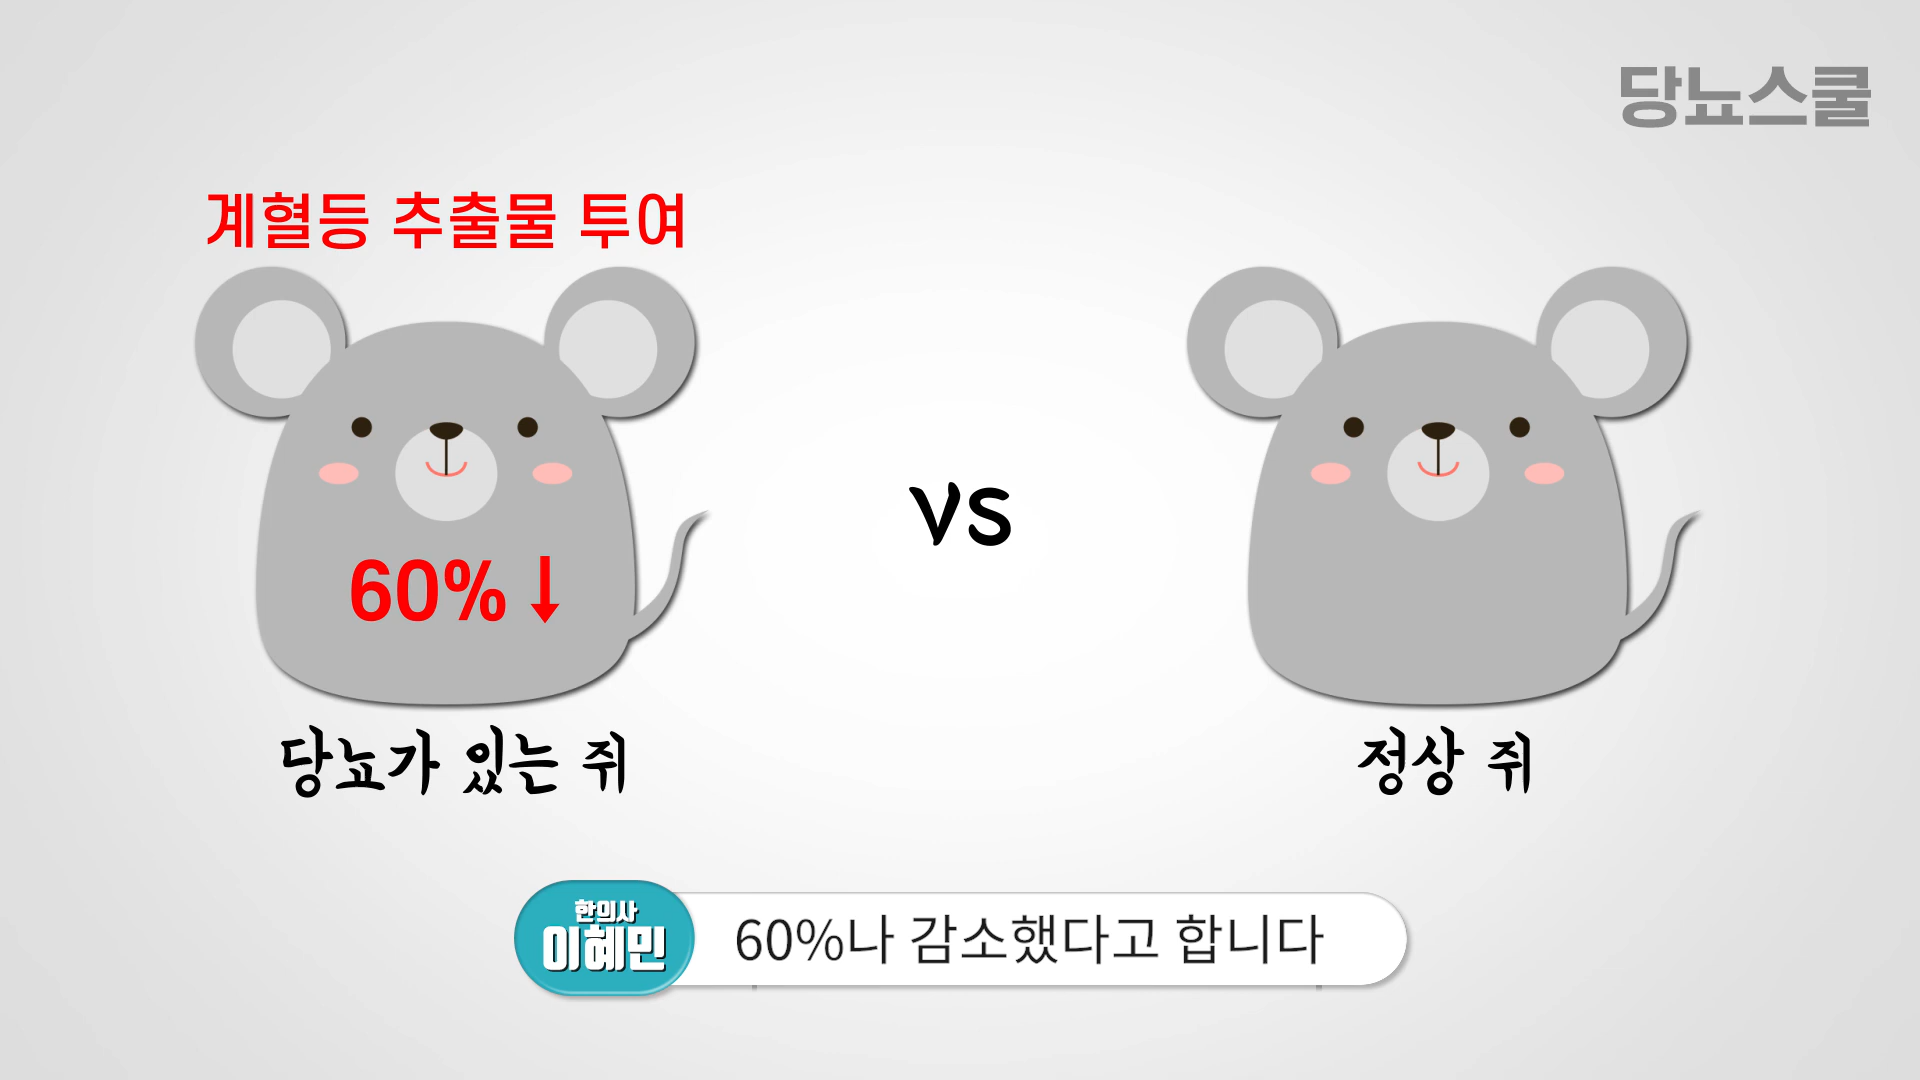 당뇨스쿨
계혈등 추출물 투여
vs
60%↓
당뇨가 있는 쥐
정상 쥐
한의사
이혜민
60%나 감소했다고 합니다